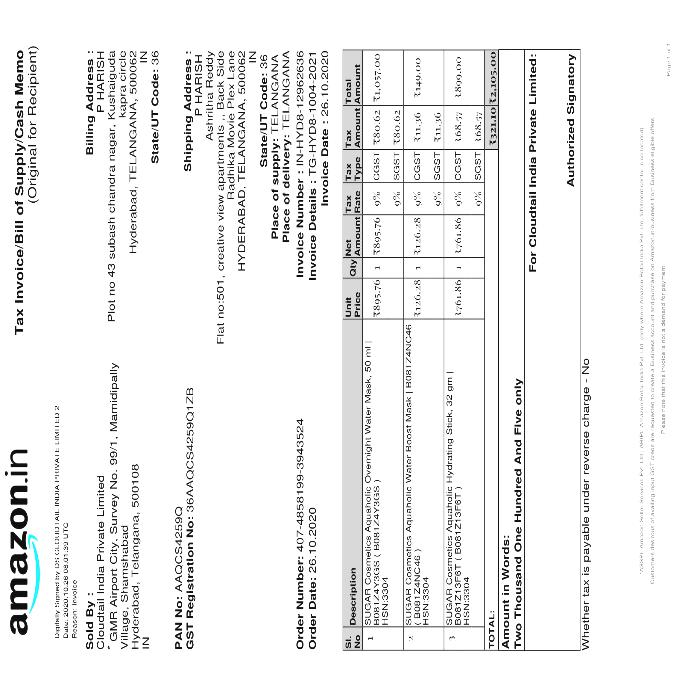 amazon.in
Tax Invoice/Bill of Supply/Cash Memo
(Original for Recipient)
Digitally Signed by DS CLOUDTAIL INDIA PRIVATE LIMITED 2
Date: 2020.10.26 08:01:39 UTC
Reason: Invoice
Sold By :
Cloudtail India Private Limited
* GMR Airport City, Survey No. 99/1, Mamidipally
Village, Shamshabad
Hyderabad, Telangana, 500108
IN
Billing Address :
P HARISH
Plot no 43 subash chandra nagar, Kushaiguda
kapra circle
Hyderabad, TELANGANA, 500062
IN
State/UT Code: 36
PAN No: AAQCS4259Q
GST Registration No: 36AAQCS4259Q1ZB
Shipping Address :
P HARISH
Ashritha Reddy
Flat no:501, creative view apartments ,, Back Side
Radhika Movie Plex Lane
HYDERABAD, TELANGANA, 500062
IN
State/UT Code: 36
Place of supply: TELANGANA
Place of delivery: TELANGANA
Order Number: 407-4858199-3943524
Order Date: 26.10.2020
Invoice Number : IN-HYD8-12962636
Invoice Details : TG-HYD8-1004-2021
Invoice Date : 26.10.2020
Sl. No Description Unit Price Qty Net Amount Tax Rate Tax Type Tax Amount Total Amount
1 SUGAR Cosmetics Aquaholic Overnight Water Mask, 50 ml | ₹895.76 1 ₹895.76 9% CGST ₹80.62 ₹1,057.00
B081Z4Y3GS ( B081Z4Y3GS ) 9% SGST ₹80.62
HSN:3304
2 SUGAR Cosmetics Aquaholic Water Boost Mask | B081Z4NC46 ₹126.28 1 ₹126.28 9% CGST ₹11.36 ₹149.00
( B081Z4NC46 ) 9% SGST ₹11.36
HSN:3304
3 SUGAR Cosmetics Aquaholic Hydrating Stick, 32 gm | ₹761.86 1 ₹761.86 9% CGST ₹68.57 ₹899.00
B081Z13F6T ( B081Z13F6T ) 9% SGST ₹68.57
HSN:3304
TOTAL: ₹321.10 ₹2,105.00
Amount in Words:
Two Thousand One Hundred And Five only
For Cloudtail India Private Limited:
Authorized Signatory
Whether tax is payable under reverse charge - No
Please note that this invoice is not a demand for payment
Page 1 of 1